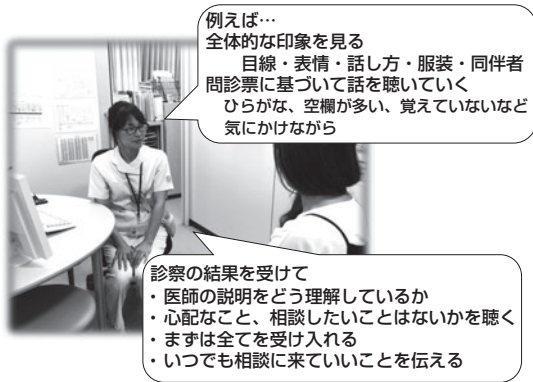 例えば…
全体的な印象を見る
目線・表情・話し方・服装・同伴者
問診票に基づいて話を聴いていく
ひらがな、空欄が多い、覚えていないなど
気にかけながら
診察の結果を受けて
・医師の説明をどう理解しているか
・心配なこと、相談したいことはないかを聴く
・まずは全てを受け入れる
・いつでも相談に来ていいことを伝える